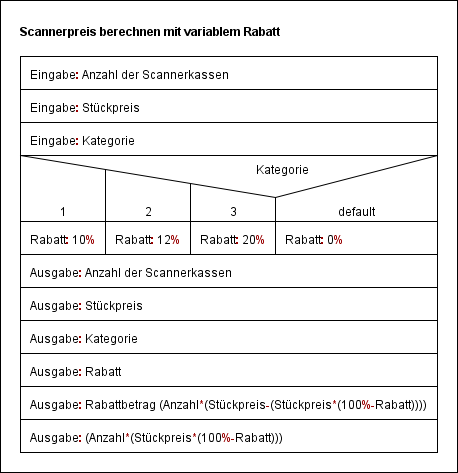 Scannerpreis berechnen mit variablem Rabatt
Eingabe: Anzahl der Scannerkassen
Eingabe: Stückpreis
Eingabe: Kategorie
Kategorie
1 2 3 default
Rabatt: 10% Rabatt: 12% Rabatt: 20% Rabatt: 0%
Ausgabe: Anzahl der Scannerkassen
Ausgabe: Stückpreis
Ausgabe: Kategorie
Ausgabe: Rabatt
Ausgabe: Rabattbetrag (Anzahl*(Stückpreis-(Stückpreis*(100%-Rabatt))))
Ausgabe: (Anzahl*(Stückpreis*(100%-Rabatt)))